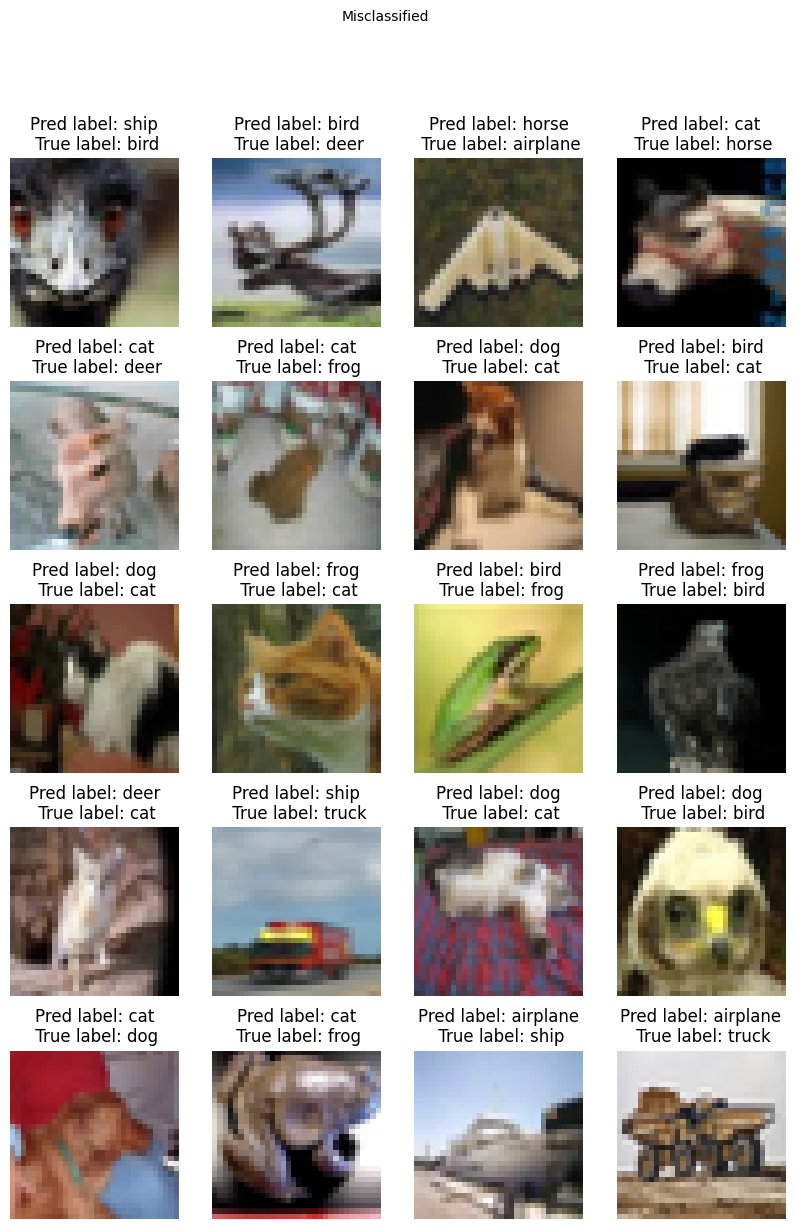 Misclassified
Pred label: ship
True label: bird
Pred label: bird
True label: deer
Pred label: horse
True label: airplane
Pred label: cat
True label: horse
Pred label: cat
True label: deer
Pred label: cat
True label: frog
Pred label: dog
True label: cat
Pred label: bird
True label: cat
Pred label: dog
True label: cat
Pred label: frog
True label: cat
Pred label: bird
True label: frog
Pred label: frog
True label: bird
Pred label: deer
True label: cat
Pred label: ship
True label: truck
Pred label: dog
True label: cat
Pred label: dog
True label: bird
Pred label: cat
True label: dog
Pred label: cat
True label: frog
Pred label: airplane
True label: ship
Pred label: airplane
True label: truck